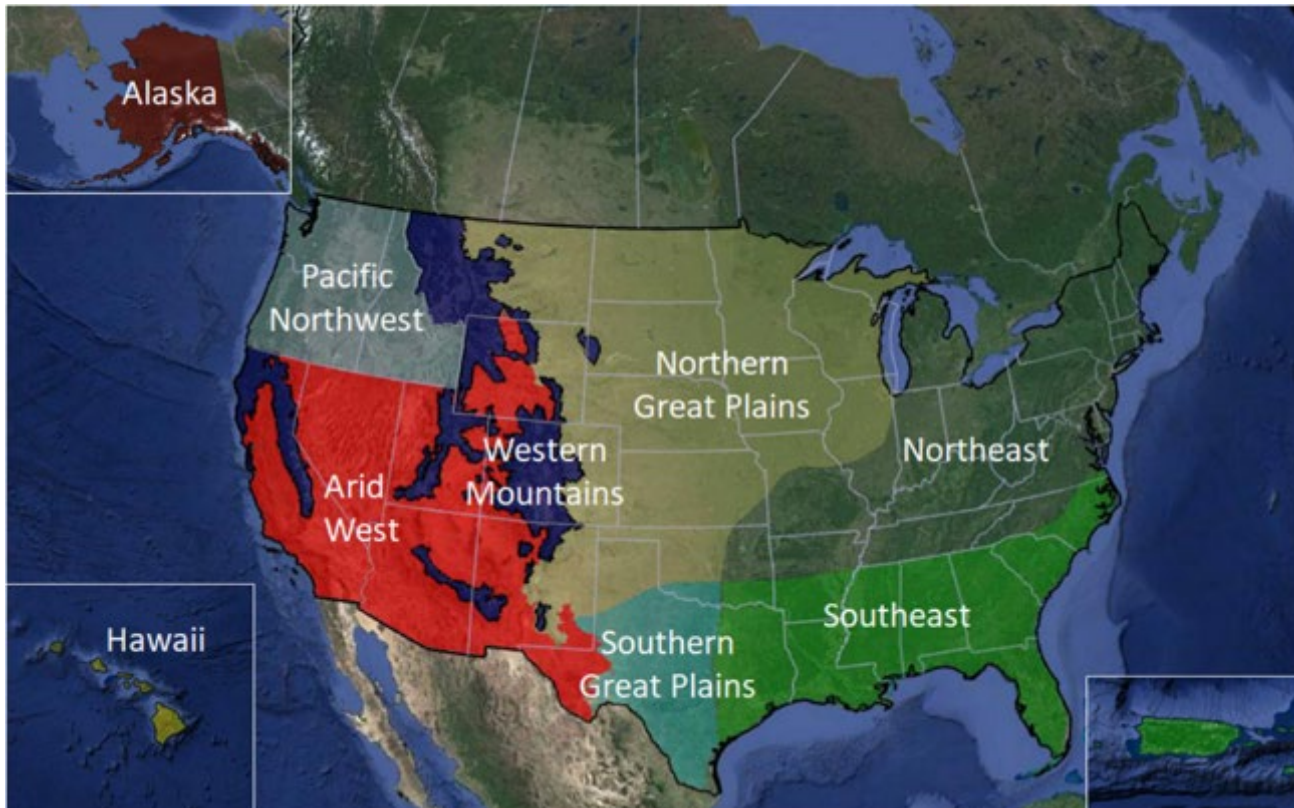 Alaska
Pacific
Northwest
Northern
Great Plains
Northeast
Western
Mountains
Arid
West
Southeast
Hawaii
Southern
Great Plains